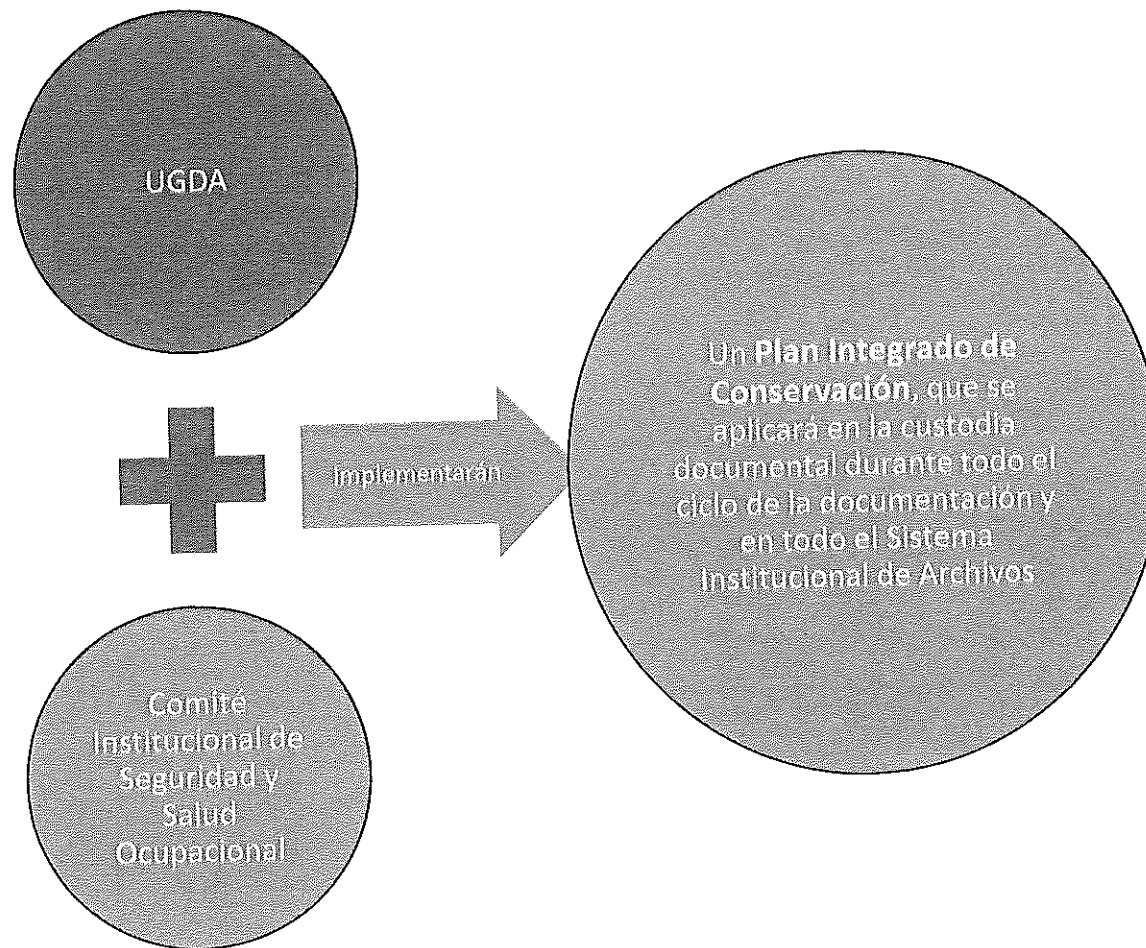 UGDA
implementarán
Comité
Institucional de
Seguridad y
Salud
Ocupacional
Un Plan Integrado de
Conservación, que se
aplicará en la custodia
documental durante todo el
ciclo de la documentación y
en todo el Sistema
Institucional de Archivos